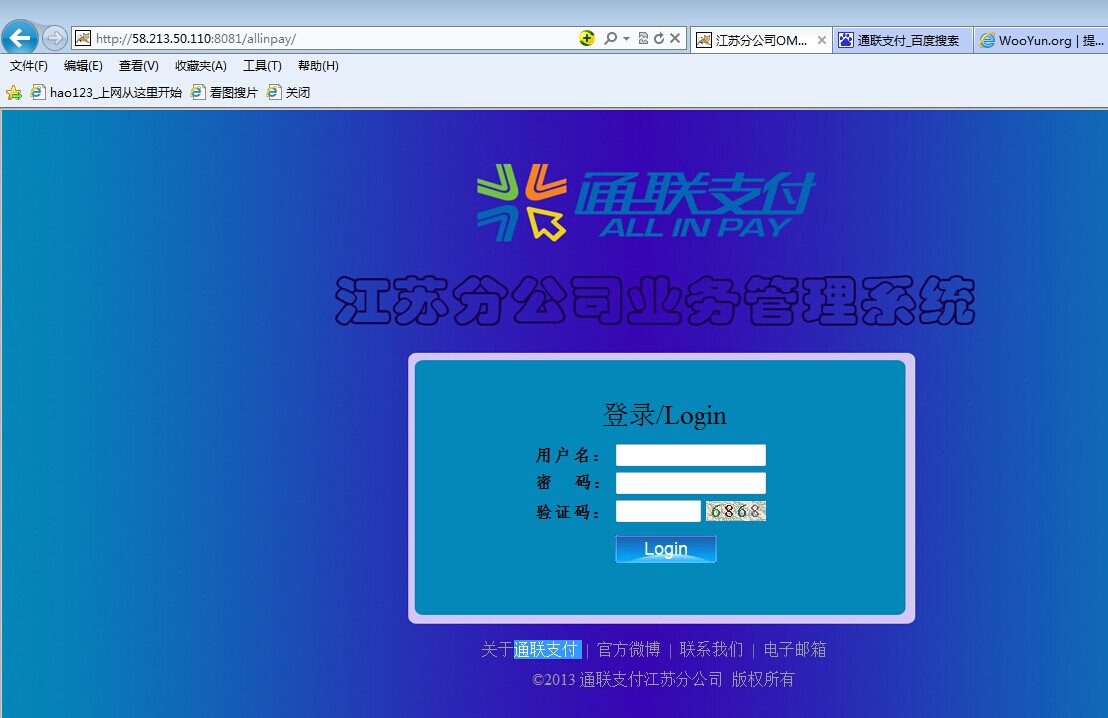 http://58.213.50.110:8081/allinpay/
江苏分公司OM...
通联支付_百度搜索
WooYun.org | 提...
文件(F) 编辑(E) 查看(V) 收藏夹(A) 工具(T) 帮助(H)
hao123_上网从这里开始 看图搜片 关闭
通联支付
ALL IN PAY
江苏分公司业务管理系统
登录/Login
用户名：
密 码：
验证码： 6868
Login
关于通联支付 | 官方微博 | 联系我们 | 电子邮箱
©2013 通联支付江苏分公司 版权所有